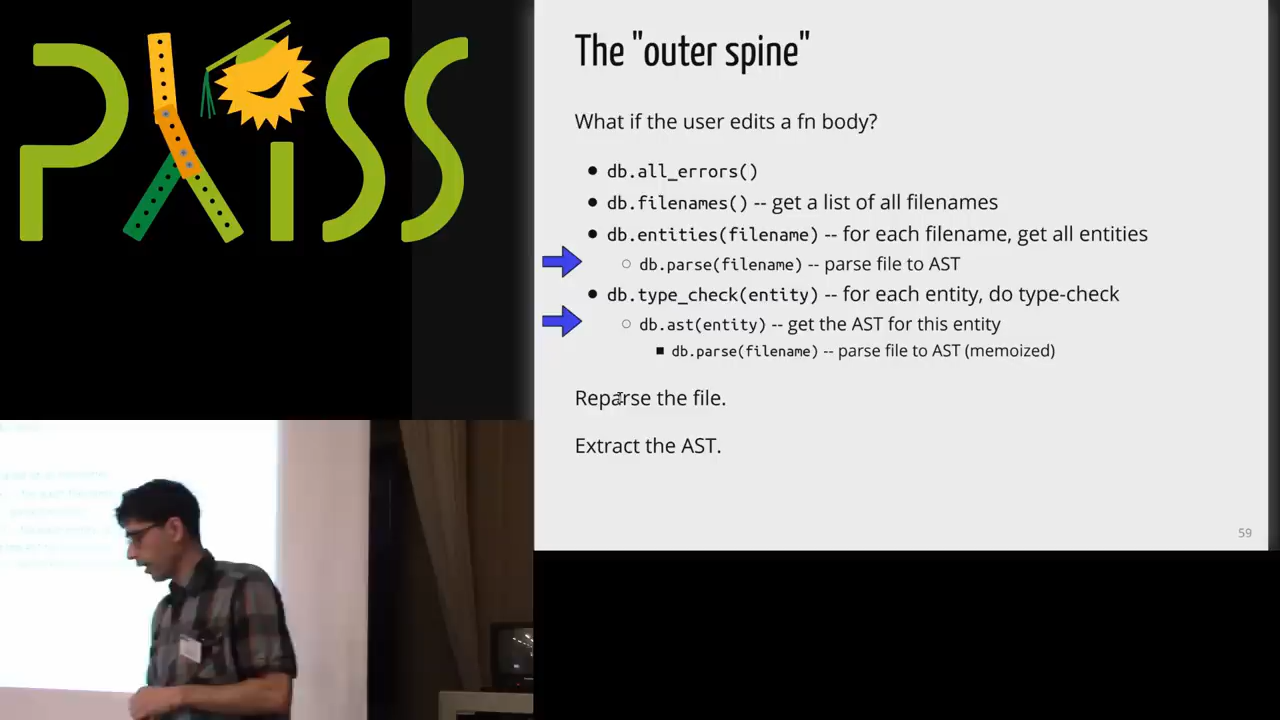 PLISS
The "outer spine"
What if the user edits a fn body?
● db.all_errors()
● db.filenames() -- get a list of all filenames
● db.entities(filename) -- for each filename, get all entities
○ db.parse(filename) -- parse file to AST
● db.type_check(entity) -- for each entity, do type-check
○ db.ast(entity) -- get the AST for this entity
■ db.parse(filename) -- parse file to AST (memoized)
Reparse the file.
Extract the AST.
59